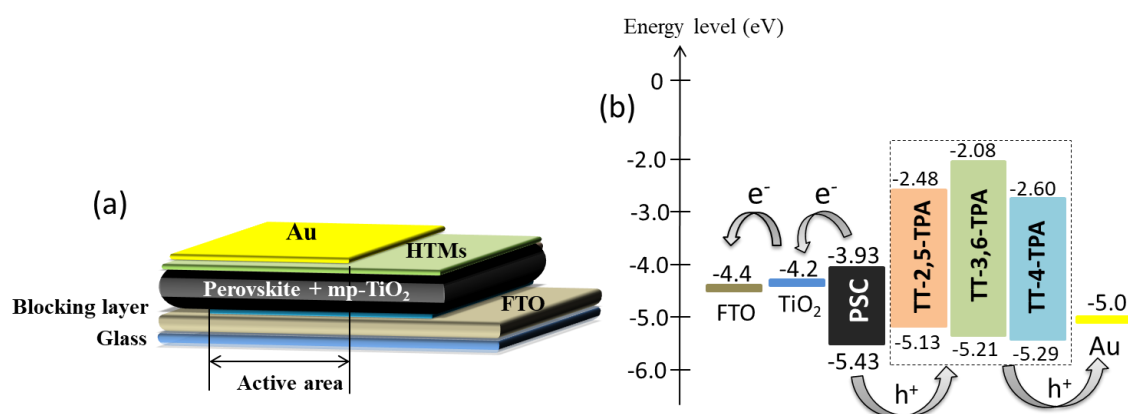 (a)
Au
HTMs
Perovskite + mp-TiO₂
FTO
Blocking layer
Glass
Active area
Energy level (eV)
(b)
0
-2.0
-3.0
-4.0
-5.0
-6.0
e⁻
e⁻
-4.4
FTO
-4.2
TiO₂
-3.93
PSC
-5.43
-2.48
TT-2,5-TPA
-5.13
-2.08
TT-3,6-TPA
-5.21
-2.60
TT-4-TPA
-5.29
-5.0
Au
h⁺
h⁺